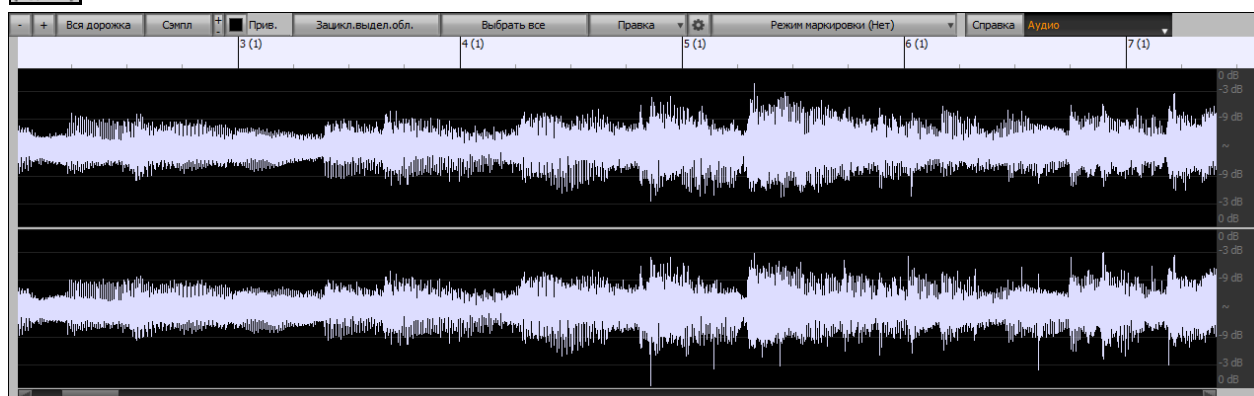 - + Вся дорожка Сэмпл + - Прив. Зацикл.выдел.обл. Выбрать все Правка Режим маркировки (Нет) Справка Аудио
3 (1) 4 (1) 5 (1) 6 (1) 7 (1)
0 dB
-3 dB
-9 dB
~
-9 dB
-3 dB
0 dB
0 dB
-3 dB
-9 dB
~
-9 dB
-3 dB
0 dB